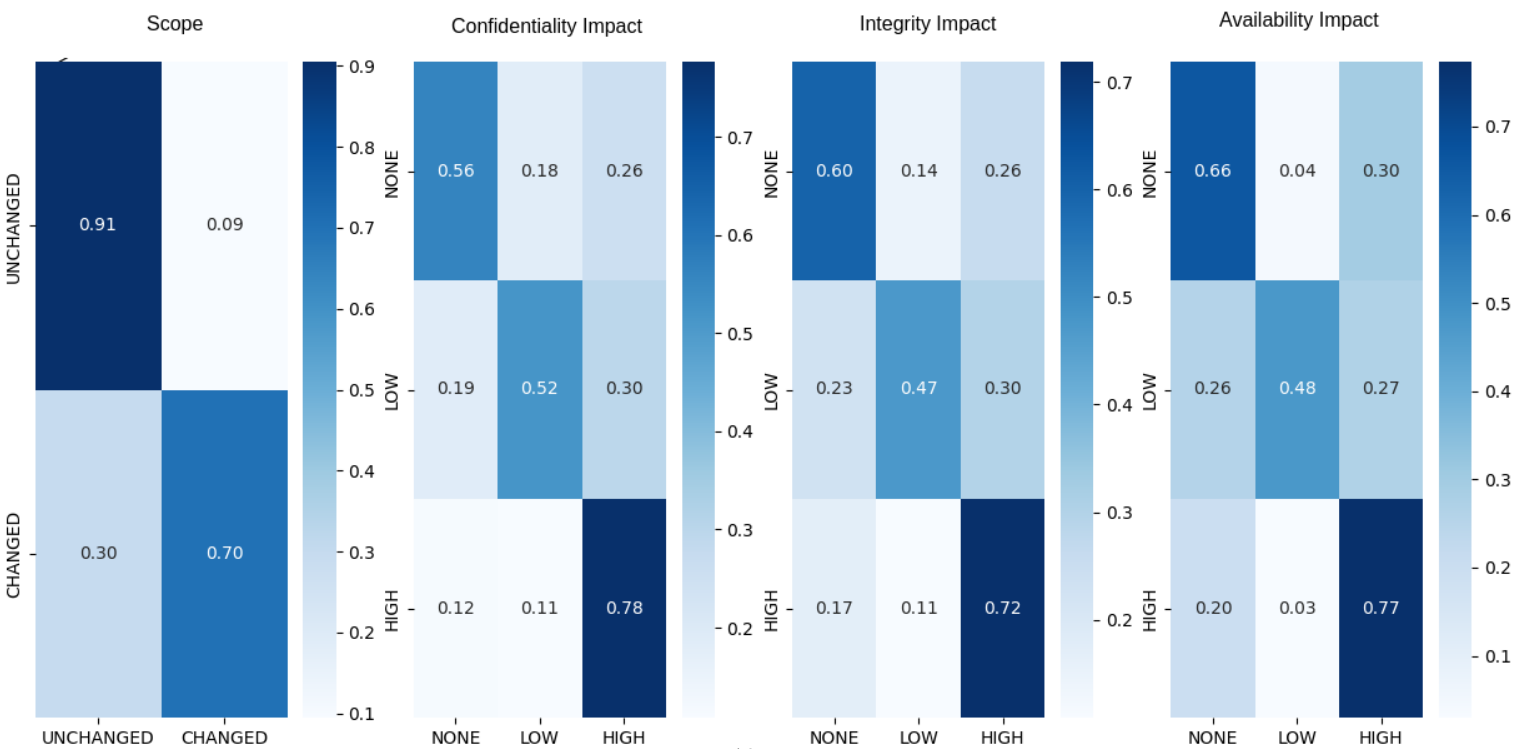 Scope
UNCHANGED
CHANGED
0.91 0.09
0.30 0.70
UNCHANGED CHANGED
0.9
0.8
0.7
0.6
0.5
0.4
0.3
0.2
0.1
Confidentiality Impact
NONE
LOW
HIGH
0.56 0.18 0.26
0.19 0.52 0.30
0.12 0.11 0.78
NONE LOW HIGH
0.7
0.6
0.5
0.4
0.3
0.2
Integrity Impact
NONE
LOW
HIGH
0.60 0.14 0.26
0.23 0.47 0.30
0.17 0.11 0.72
NONE LOW HIGH
0.7
0.6
0.5
0.4
0.3
0.2
Availability Impact
NONE
LOW
HIGH
0.66 0.04 0.30
0.26 0.48 0.27
0.20 0.03 0.77
NONE LOW HIGH
0.7
0.6
0.5
0.4
0.3
0.2
0.1